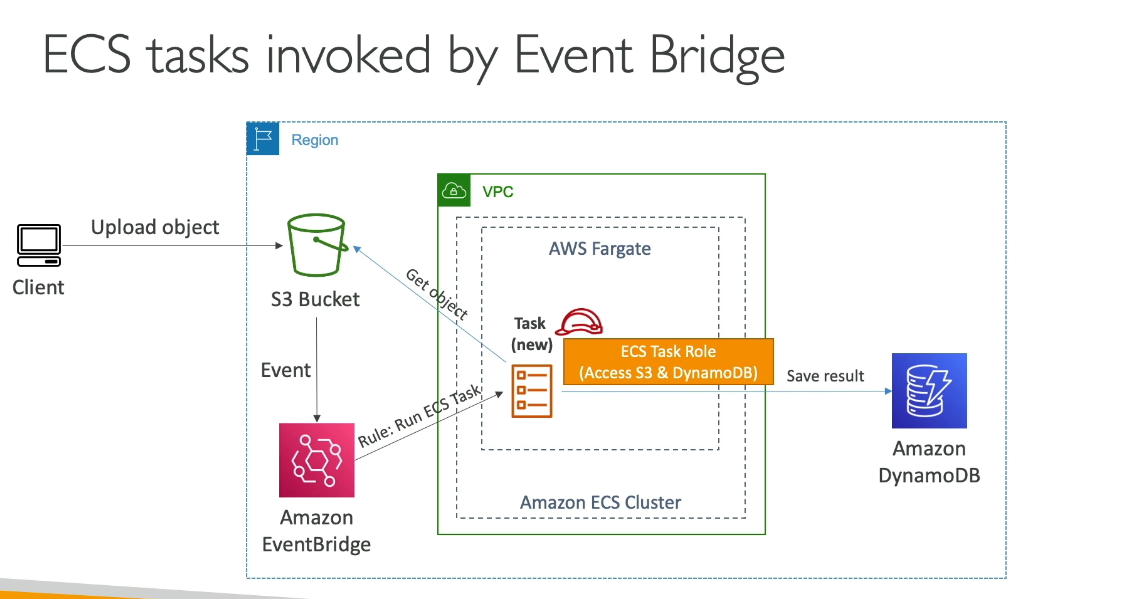 ECS tasks invoked by Event Bridge
Region
VPC
Upload object
AWS Fargate
Client
S3 Bucket
Get object
Task
(new)
ECS Task Role
(Access S3 & DynamoDB)
Event
Rule: Run ECS Task
Save result
Amazon
DynamoDB
Amazon ECS Cluster
Amazon
EventBridge